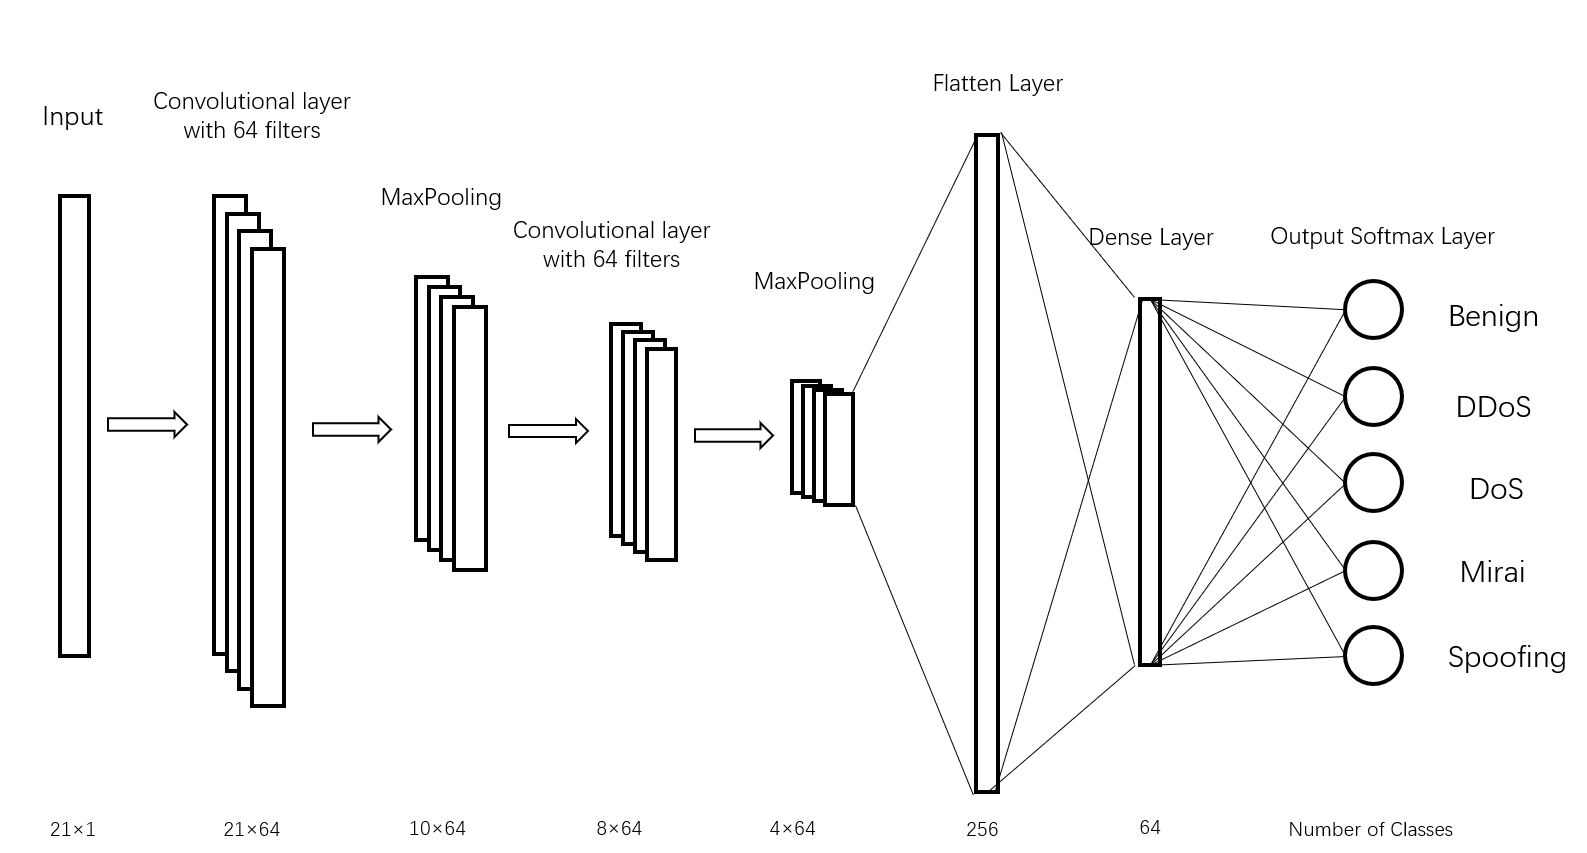 Input
Convolutional layer
with 64 filters
MaxPooling
Convolutional layer
with 64 filters
MaxPooling
Flatten Layer
Dense Layer
Output Softmax Layer
Benign
DDoS
DoS
Mirai
Spoofing
21×1
21×64
10×64
8×64
4×64
256
64
Number of Classes